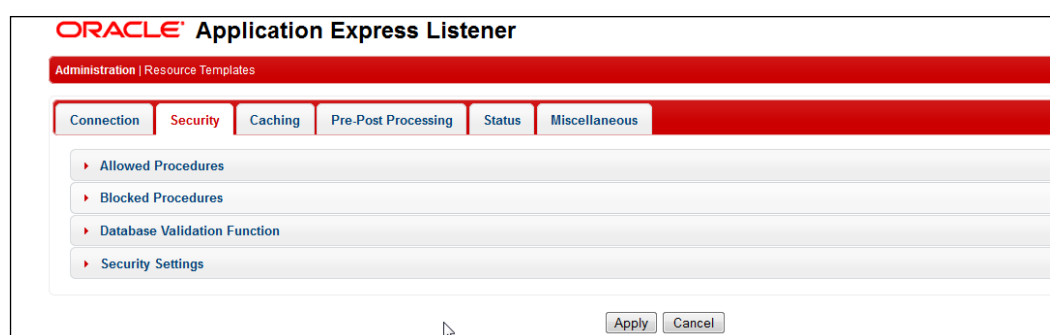 ORACLE Application Express Listener
Administration | Resource Templates
Connection Security Caching Pre-Post Processing Status Miscellaneous
Allowed Procedures
Blocked Procedures
Database Validation Function
Security Settings
Apply Cancel